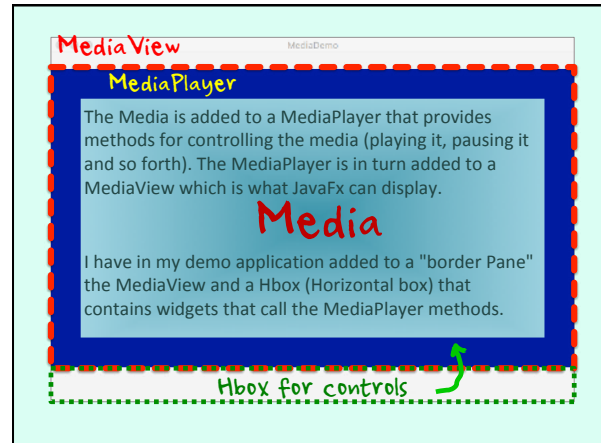 MediaView
MediaDemo
MediaPlayer
The Media is added to a MediaPlayer that provides
methods for controlling the media (playing it, pausing it
and so forth). The MediaPlayer is in turn added to a
MediaView which is what JavaFx can display.
Media
I have in my demo application added to a "border Pane"
the MediaView and a Hbox (Horizontal box) that
contains widgets that call the MediaPlayer methods.
Hbox for controls